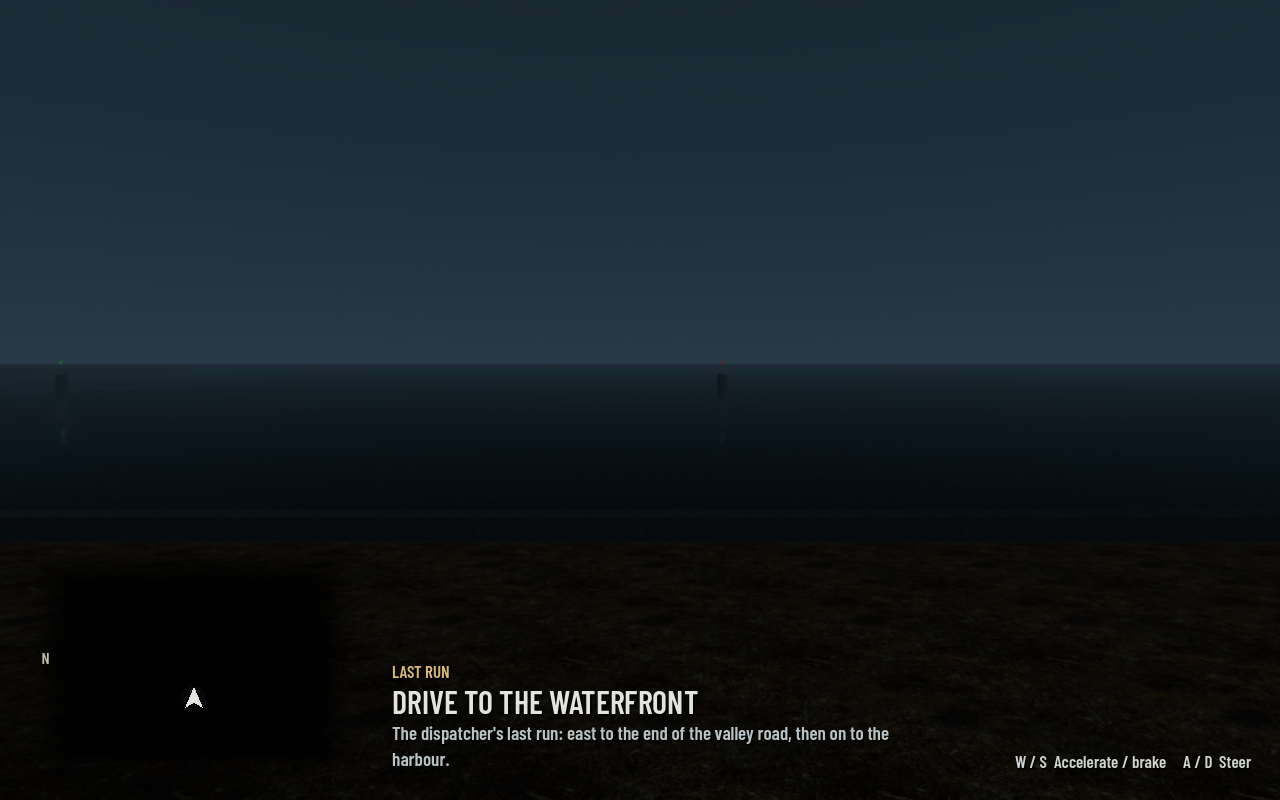 N
LAST RUN
DRIVE TO THE WATERFRONT
The dispatcher's last run: east to the end of the valley road, then on to the
harbour.
W / S Accelerate / brake A / D Steer